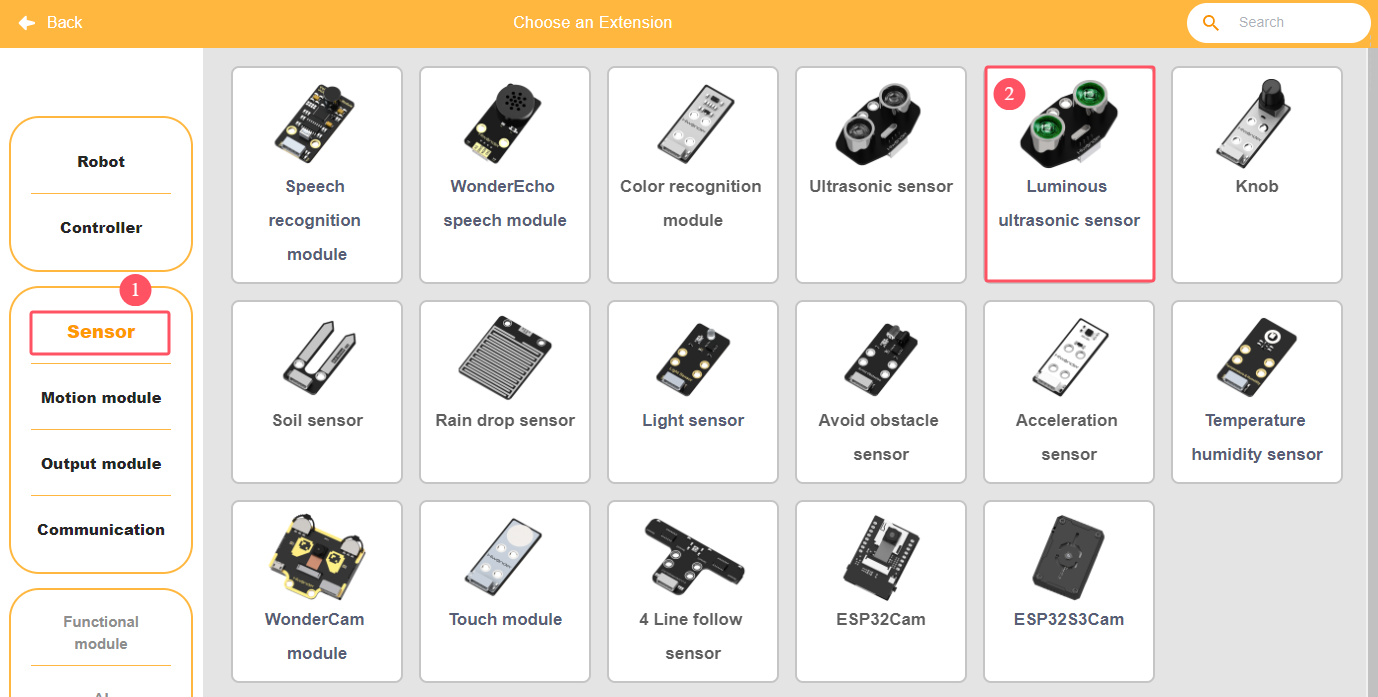 Back
Choose an Extension
Search
Robot
Controller
1
Sensor
Motion module
Output module
Communication
Functional
module
AI
2
Speech
recognition
module
WonderEcho
speech module
Color recognition
module
Ultrasonic sensor
Luminous
ultrasonic sensor
Knob
Soil sensor
Rain drop sensor
Light sensor
Avoid obstacle
sensor
Acceleration
sensor
Temperature
humidity sensor
WonderCam
module
Touch module
4 Line follow
sensor
ESP32Cam
ESP32S3Cam